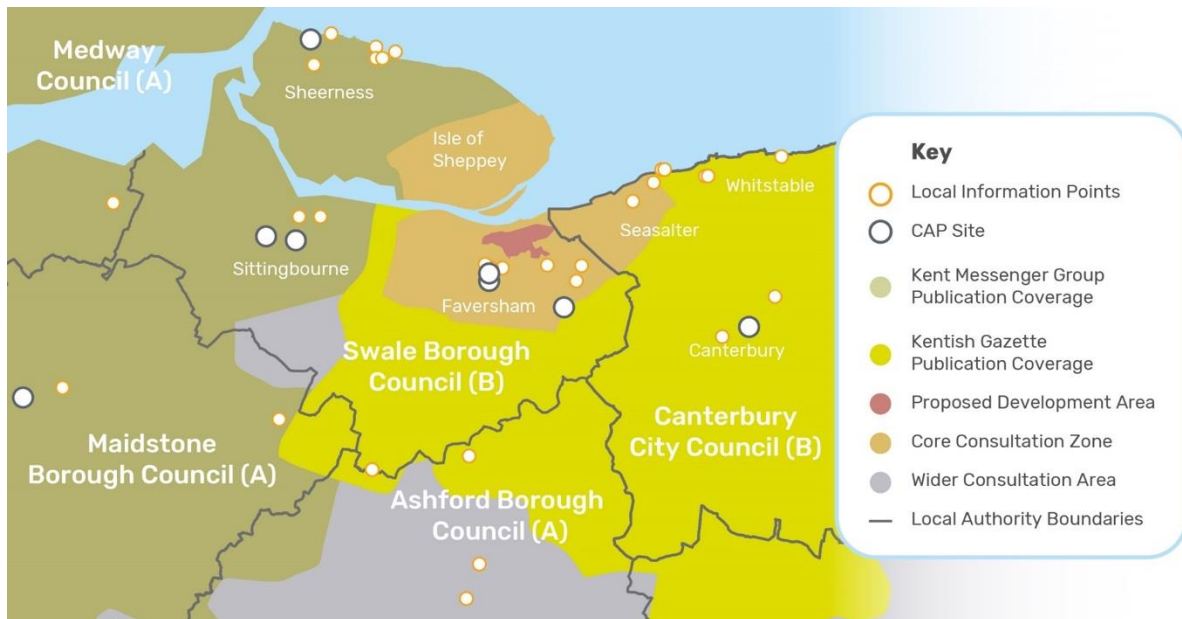 Medway
Council (A)
Sheerness
Isle of
Sheppey
Whitstable
Seasalter
Sittingbourne
Faversham
Swale Borough
Council (B)
Canterbury
Maidstone
Borough Council (A)
Canterbury
City Council (B)
Ashford Borough
Council (A)
Key
Local Information Points
CAP Site
Kent Messenger Group
Publication Coverage
Kentish Gazette
Publication Coverage
Proposed Development Area
Core Consultation Zone
Wider Consultation Area
Local Authority Boundaries